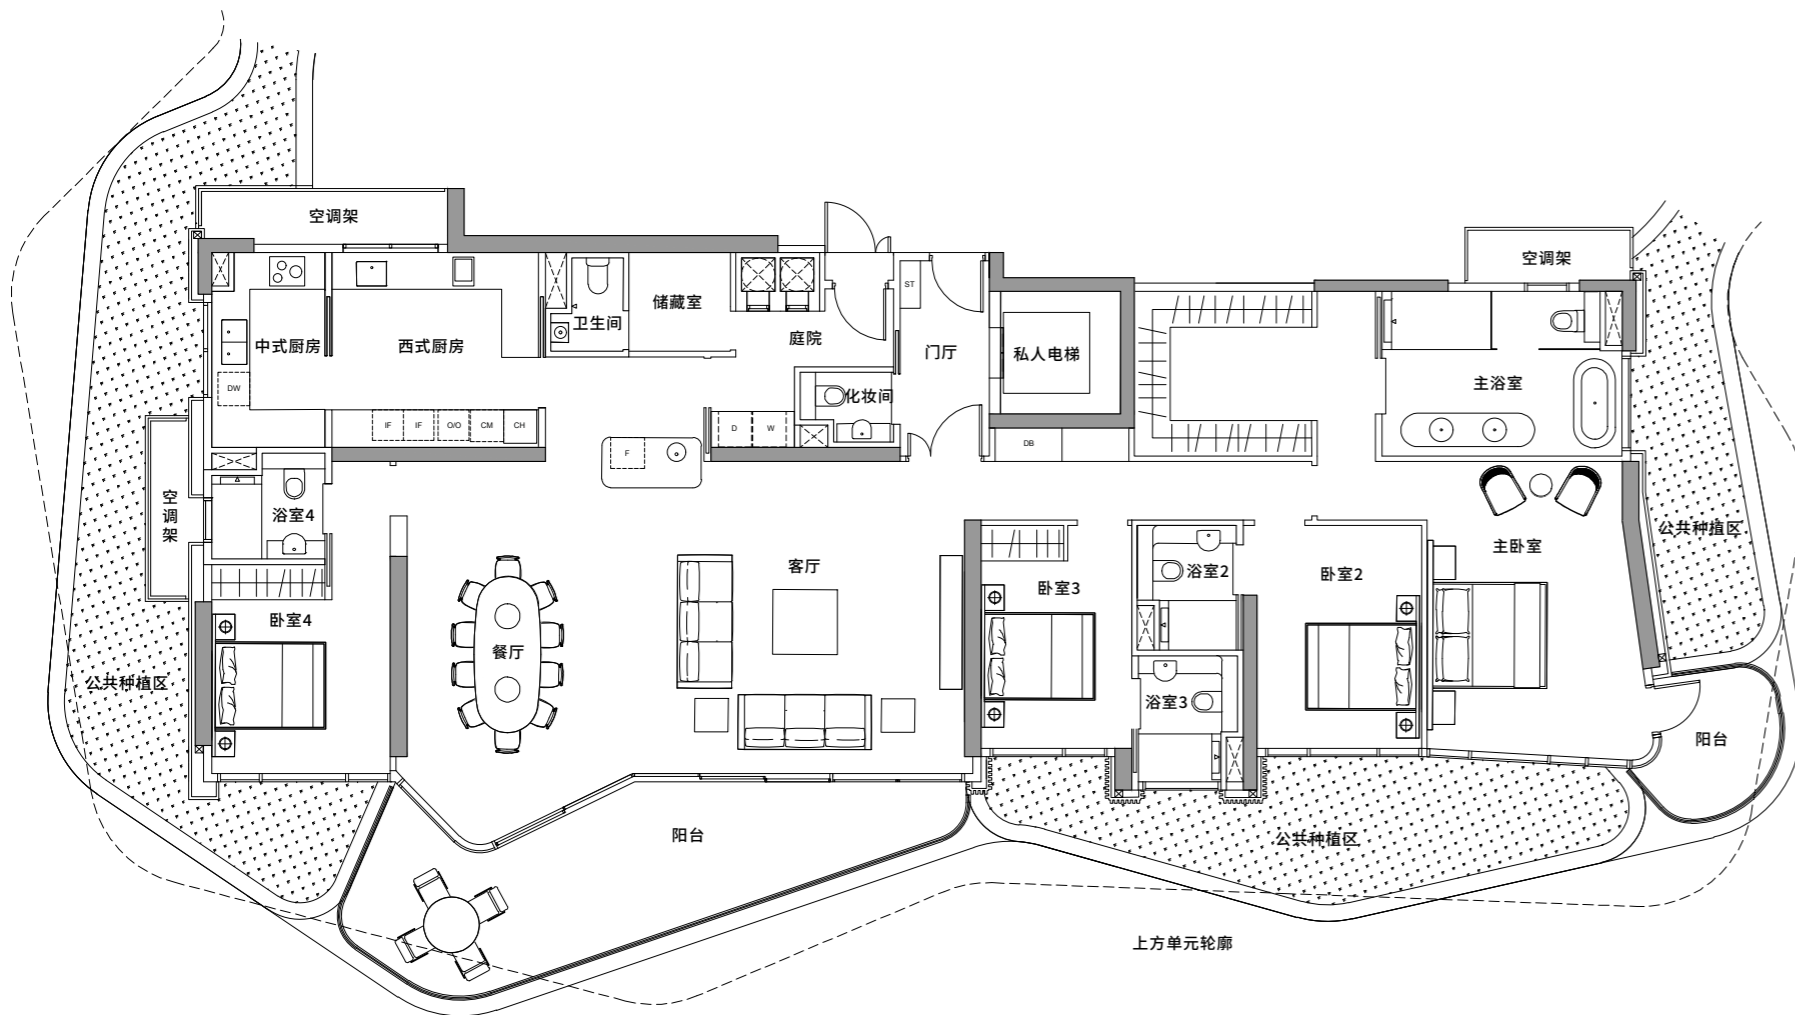 空调架
空调架
ST
储藏室
卫生间
庭院
中式厨房
西式厨房
门厅
私人电梯
主浴室
DW
化妆间
IF
IF
O/O
CM
CH
D
W
DB
F
空调架
浴室4
公共种植区
主卧室
客厅
浴室2
卧室3
卧室2
卧室4
餐厅
公共种植区
浴室3
阳台
阳台
公共种植区
上方单元轮廓